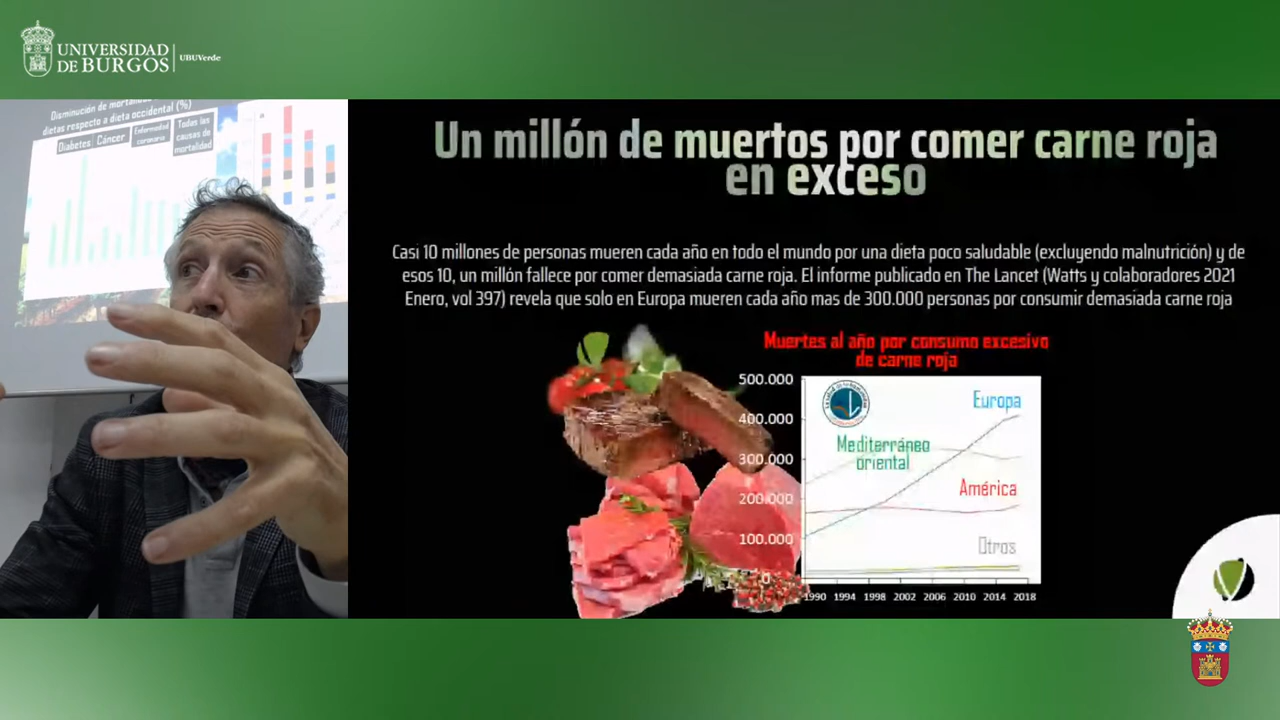 UNIVERSIDAD
DE BURGOS
UBUVerde
Disminución de
dietas respecto a dieta occidental (%)
Diabetes
Cáncer
Enfermedad
coronaria
Todas las
causas de
mortalidad
Un millón de muertos por comer carne roja
en exceso
Casi 10 millones de personas mueren cada año en todo el mundo por una dieta poco saludable (excluyendo malnutrición) y de
esos 10, un millón fallece por comer demasiada carne roja. El informe publicado en The Lancet (Watts y colaboradores 2021
Enero, vol 397) revela que solo en Europa mueren cada año mas de 300.000 personas por consumir demasiada carne roja
Muertes al año por consumo excesivo
de carne roja
500.000
400.000
300.000
200.000
100.000
0
Europa
Mediterráneo
oriental
América
Otros
1990 1994 1998 2002 2006 2010 2014 2018